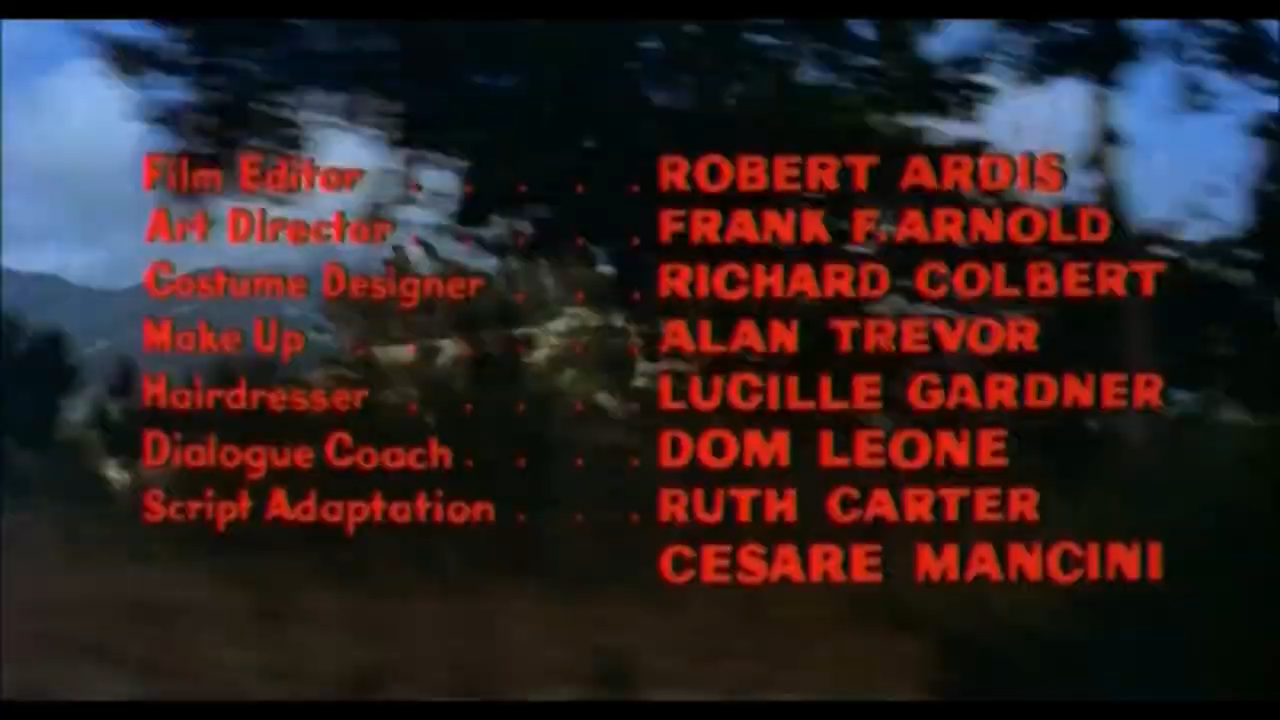 Film Editor . . . . . ROBERT ARDIS
Art Director . . . . . FRANK F. ARNOLD
Costume Designer . . . RICHARD COLBERT
Make Up . . . . . . ALAN TREVOR
Hairdresser . . . . . LUCILLE GARDNER
Dialogue Coach . . . . DOM LEONE
Script Adaptation . . . RUTH CARTER
CESARE MANCINI